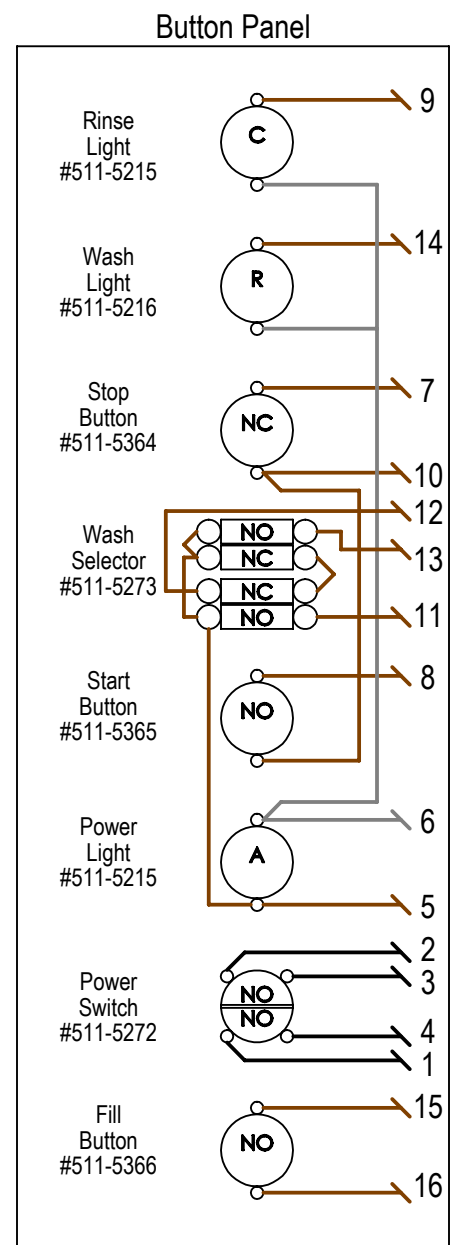 Button Panel
Rinse
Light
#511-5215
C
9
Wash
Light
#511-5216
R
14
Stop
Button
#511-5364
NC
7
10
12
Wash
Selector
#511-5273
NO
NC
NC
NO
13
11
Start
Button
#511-5365
NO
8
Power
Light
#511-5215
A
6
5
Power
Switch
#511-5272
NO
NO
2
3
4
1
Fill
Button
#511-5366
NO
15
16